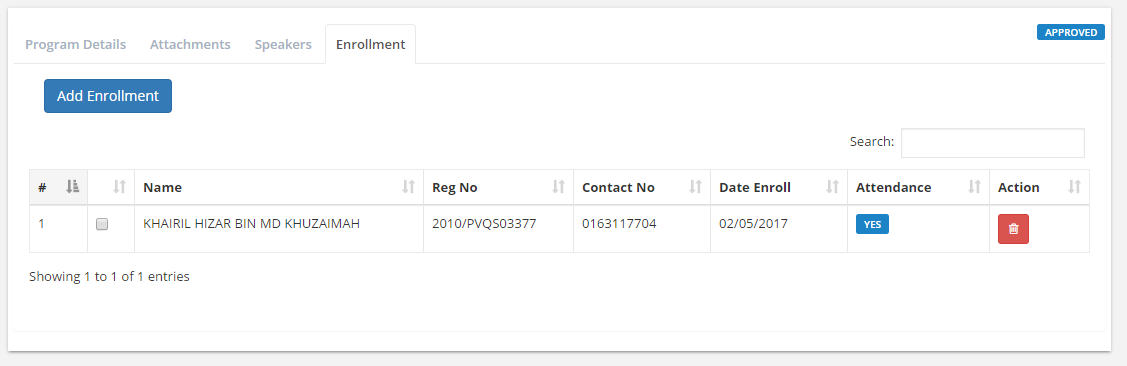 Program Details Attachments Speakers Enrollment APPROVED
Add Enrollment
Search:
# Name Reg No Contact No Date Enroll Attendance Action
1 KHAIRIL HIZAR BIN MD KHUZAIMAH 2010/PVQS03377 0163117704 02/05/2017 YES
Showing 1 to 1 of 1 entries